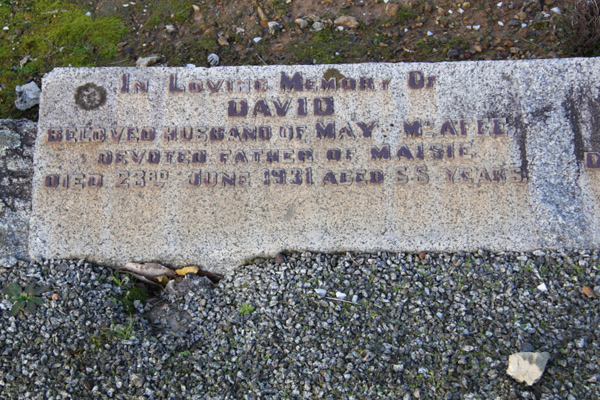 In Loving Memory Of
DAVID
BELOVED HUSBAND OF MAY McAFEE
DEVOTED FATHER OF MAISIE
DIED 23RD JUNE 1931 AGED 55 YEARS
D